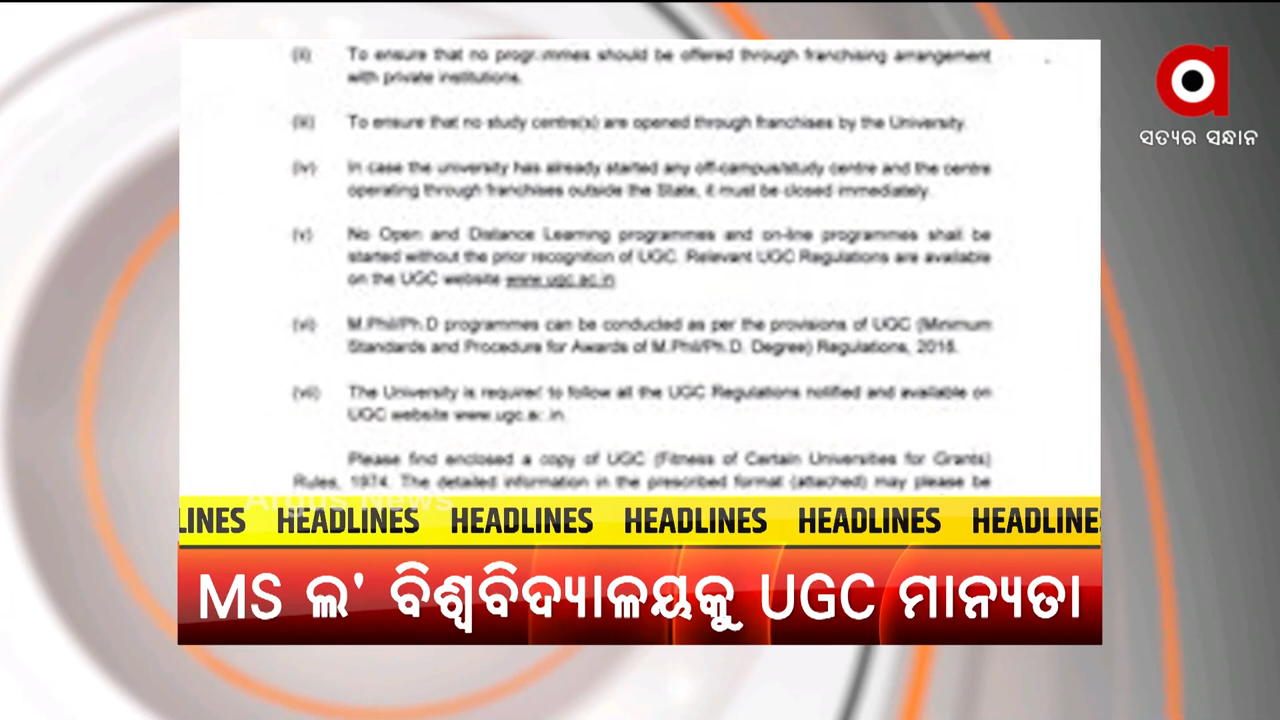 (ii) To ensure that no programmes should be offered through franchising arrangement
with private institutions.
(iii) To ensure that no study centre(s) are opened through franchises by the University.
(iv) In case the university has already started any off-campus/study centre and the centre
operating through franchises outside the State, it must be closed immediately.
(v) No Open and Distance Learning programmes and on-line programmes shall be
started without the prior recognition of UGC. Relevant UGC Regulations are available
on the UGC website www.ugc.ac.in
(vi) M.Phil/Ph.D programmes can be conducted as per the provisions of UGC (Minimum
Standards and Procedure for Awards of M.Phil/Ph.D. Degree) Regulations,
(vii) The University is required to follow all the UGC Regulations notified and available on
UGC website www.ugc.ac.in.
Please find enclosed a copy of UGC (Fitness of Certain Universities for Grants)
Rules, 1974. The detailed information in the prescribed format (attached) may please be
ସତ୍ୟର ସନ୍ଧାନ
Argus News
LINES HEADLINES HEADLINES HEADLINES HEADLINES HEADLINE
MS ଲ' ବିଶ୍ୱବିଦ୍ୟାଳୟକୁ UGC ମାନ୍ୟତା